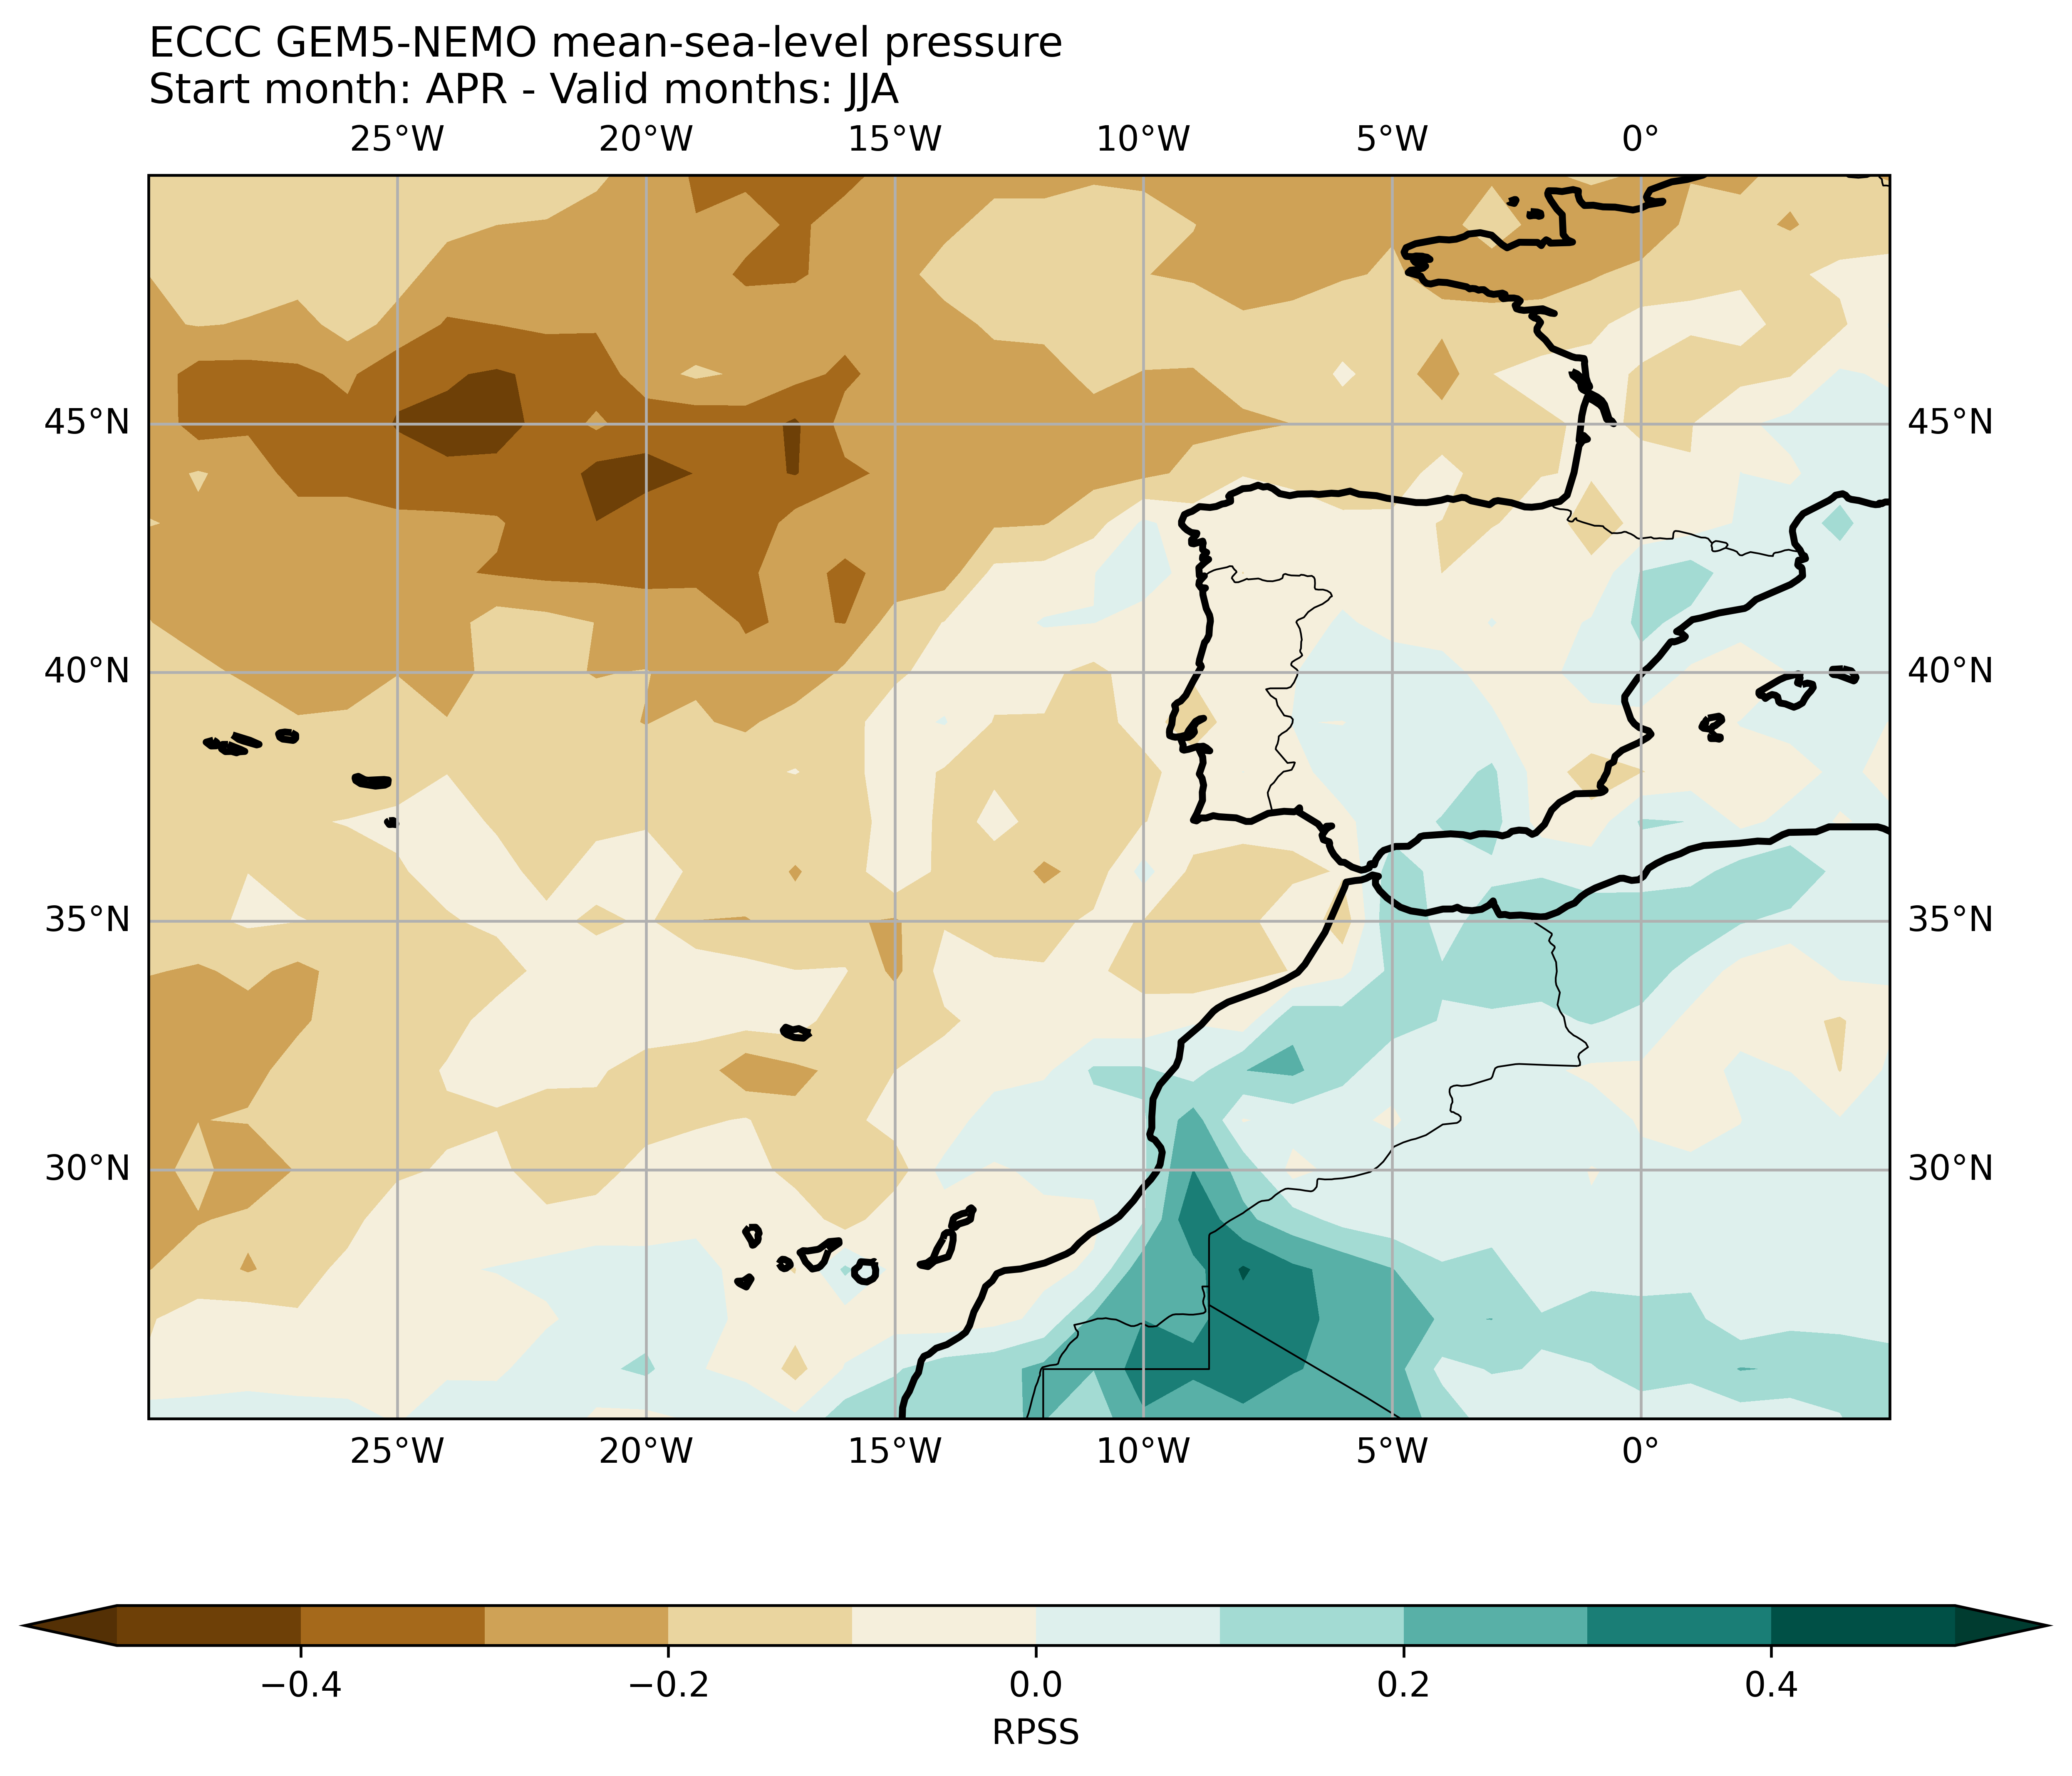 ECCC GEM5-NEMO mean-sea-level pressure
Start month: APR - Valid months: JJA
25°W 20°W 15°W 10°W 5°W 0°
45°N 45°N
40°N 40°N
35°N 35°N
30°N 30°N
25°W 20°W 15°W 10°W 5°W 0°
−0.4 −0.2 0.0 0.2 0.4
RPSS